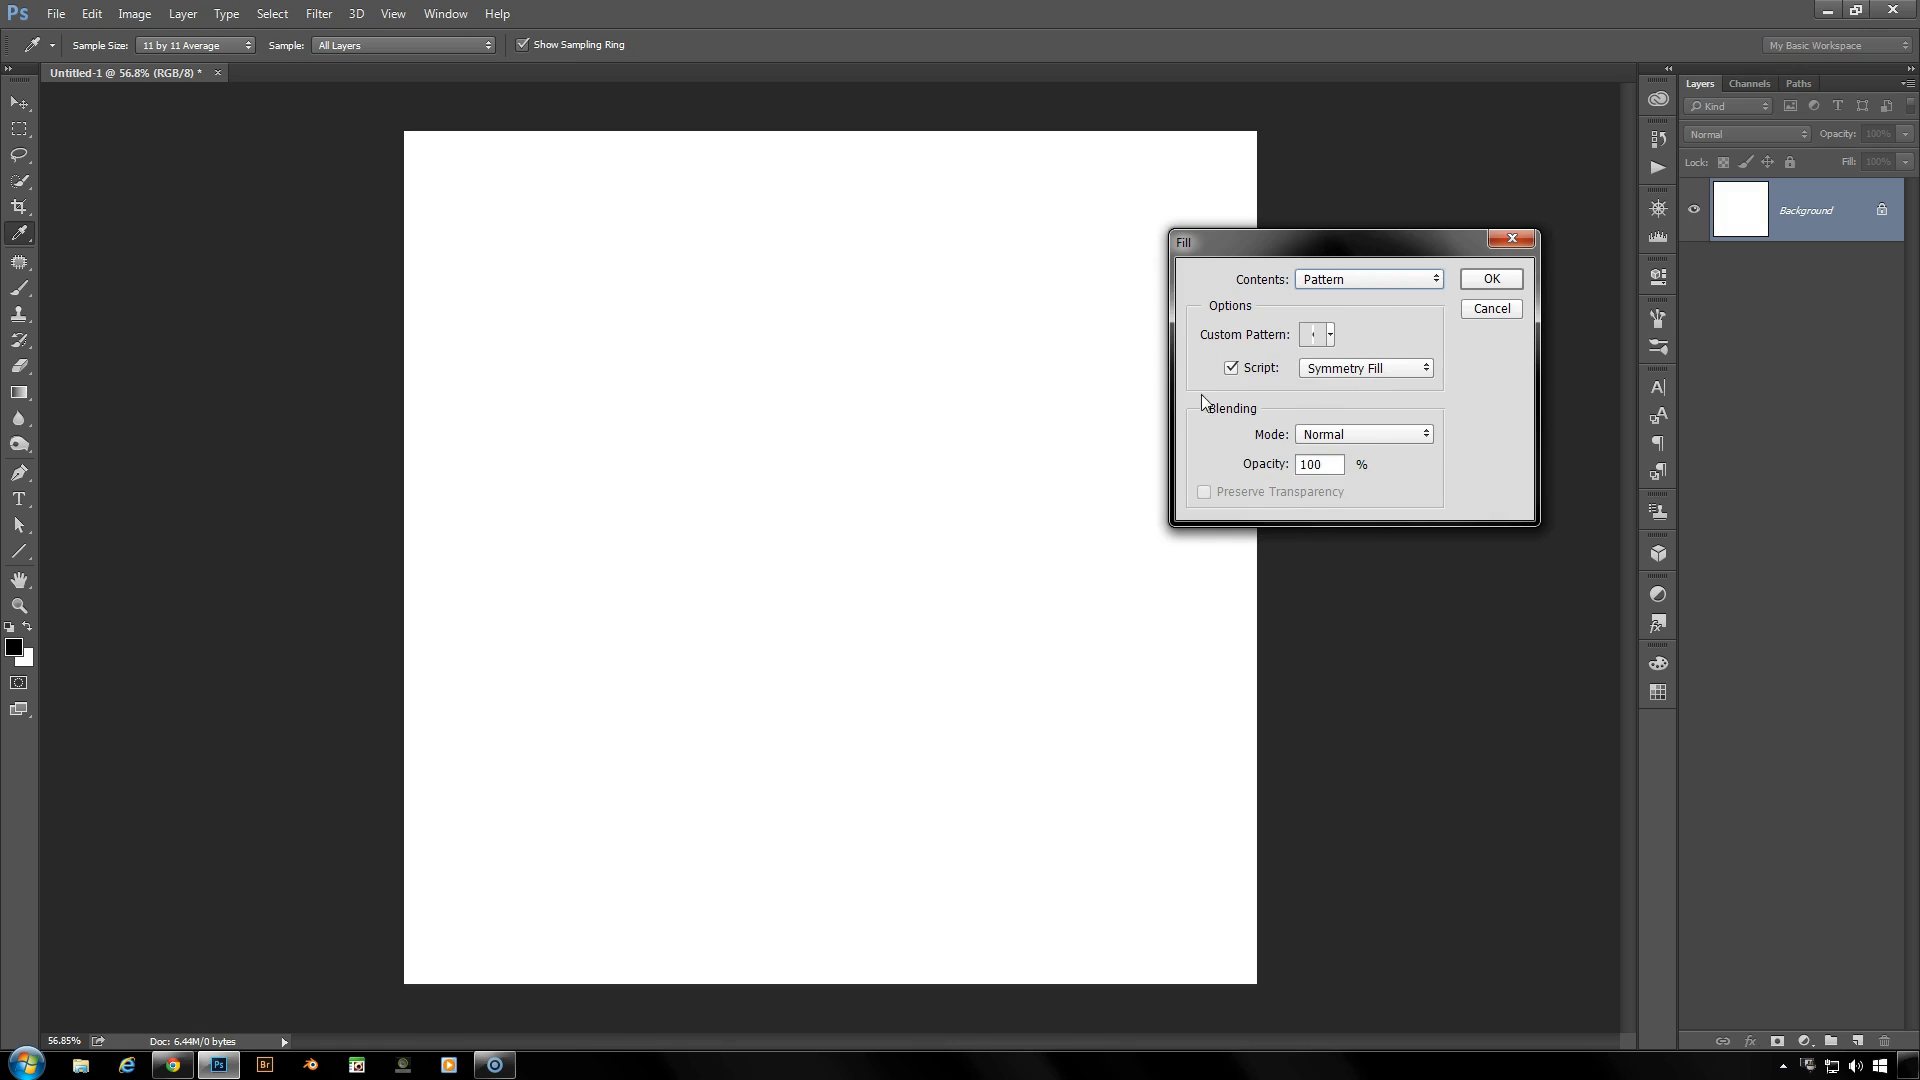 Ps File Edit Image Layer Type Select Filter 3D View Window Help
Sample Size: 11 by 11 Average Sample: All Layers Show Sampling Ring My Basic Workspace
Untitled-1 @ 56.8% (RGB/8) * ×
Layers Channels Paths
Kind
Normal Opacity: 100%
Lock: Fill: 100%
Background
Fill
Contents: Pattern OK
Options
Cancel
Custom Pattern:
Script: Symmetry Fill
Blending
Mode: Normal
Opacity: 100 %
Preserve Transparency
56.85% Doc: 6.44M/0 bytes
Ps Br